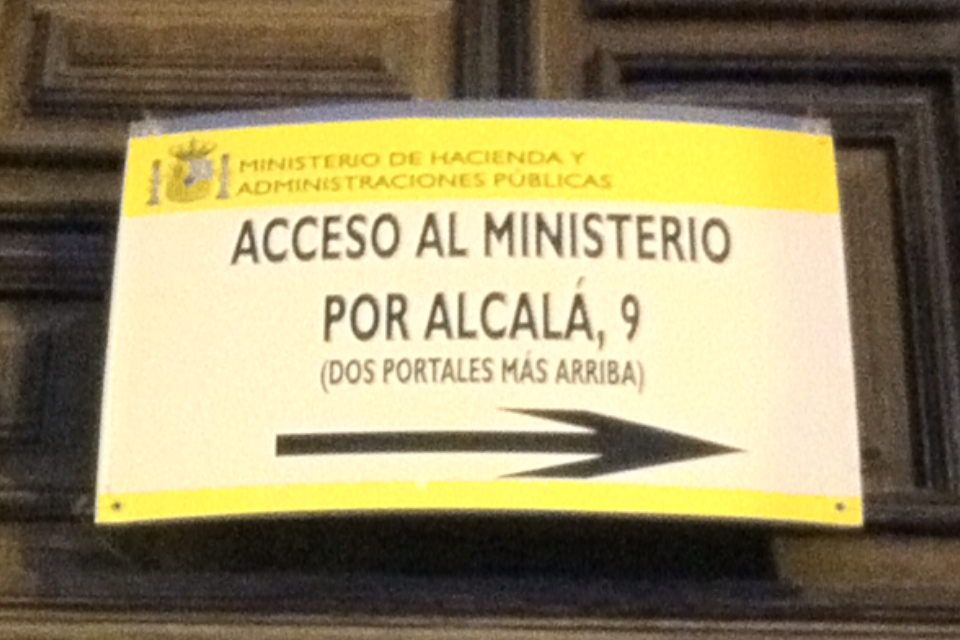 MINISTERIO DE HACIENDA Y
ADMINISTRACIONES PÚBLICAS
ACCESO AL MINISTERIO
POR ALCALÁ, 9
(DOS PORTALES MÁS ARRIBA)